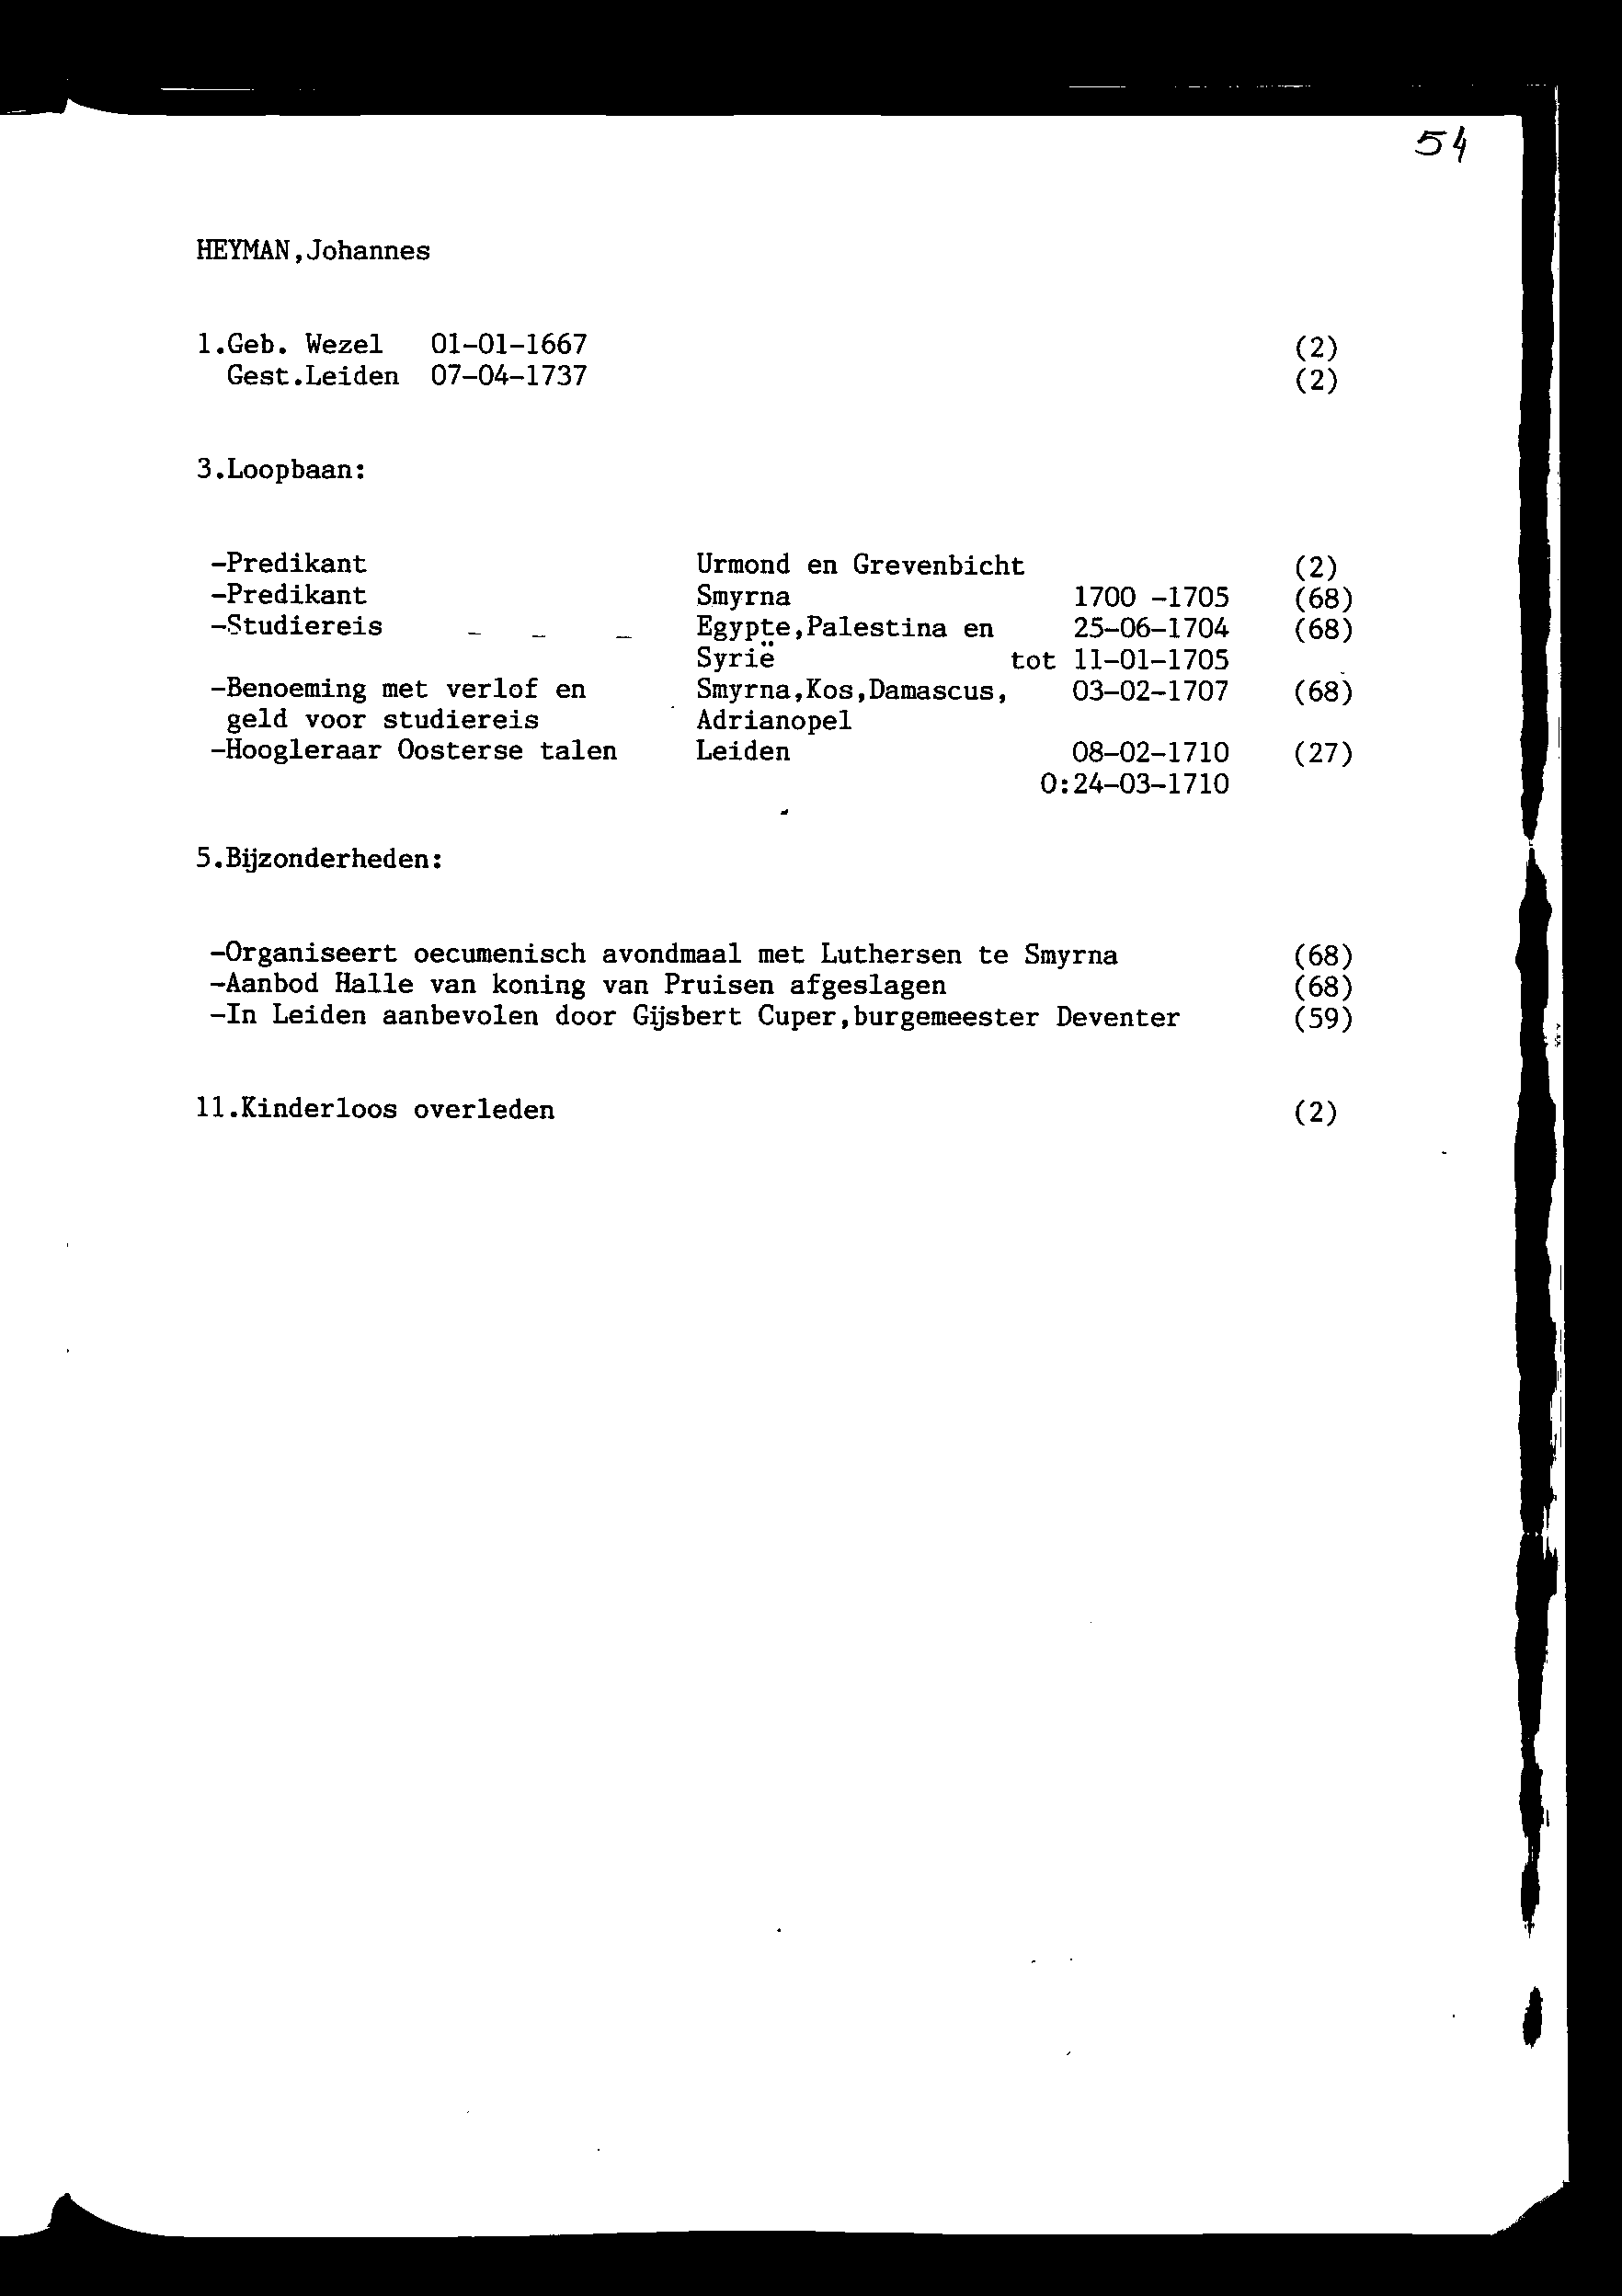 54
HEYMAN,Johannes
1.Geb. Wezel 01-01-1667 (2)
Gest.Leiden 07-04-1737 (2)
3.Loopbaan:
-Predikant Urmond en Grevenbicht (2)
-Predikant Smyrna 1700 -1705 (68)
-Studiereis Egypte,Palestina en 25-06-1704 (68)
Syrië tot 11-01-1705
-Benoeming met verlof en Smyrna,Kos,Damascus, 03-02-1707 (68)
geld voor studiereis Adrianopel
-Hoogleraar Oosterse talen Leiden 08-02-1710 (27)
O:24-03-1710
5.Bijzonderheden:
-Organiseert oecumenisch avondmaal met Luthersen te Smyrna (68)
-Aanbod Halle van koning van Pruisen afgeslagen (68)
-In Leiden aanbevolen door Gijsbert Cuper,burgemeester Deventer (59)
11.Kinderloos overleden (2)